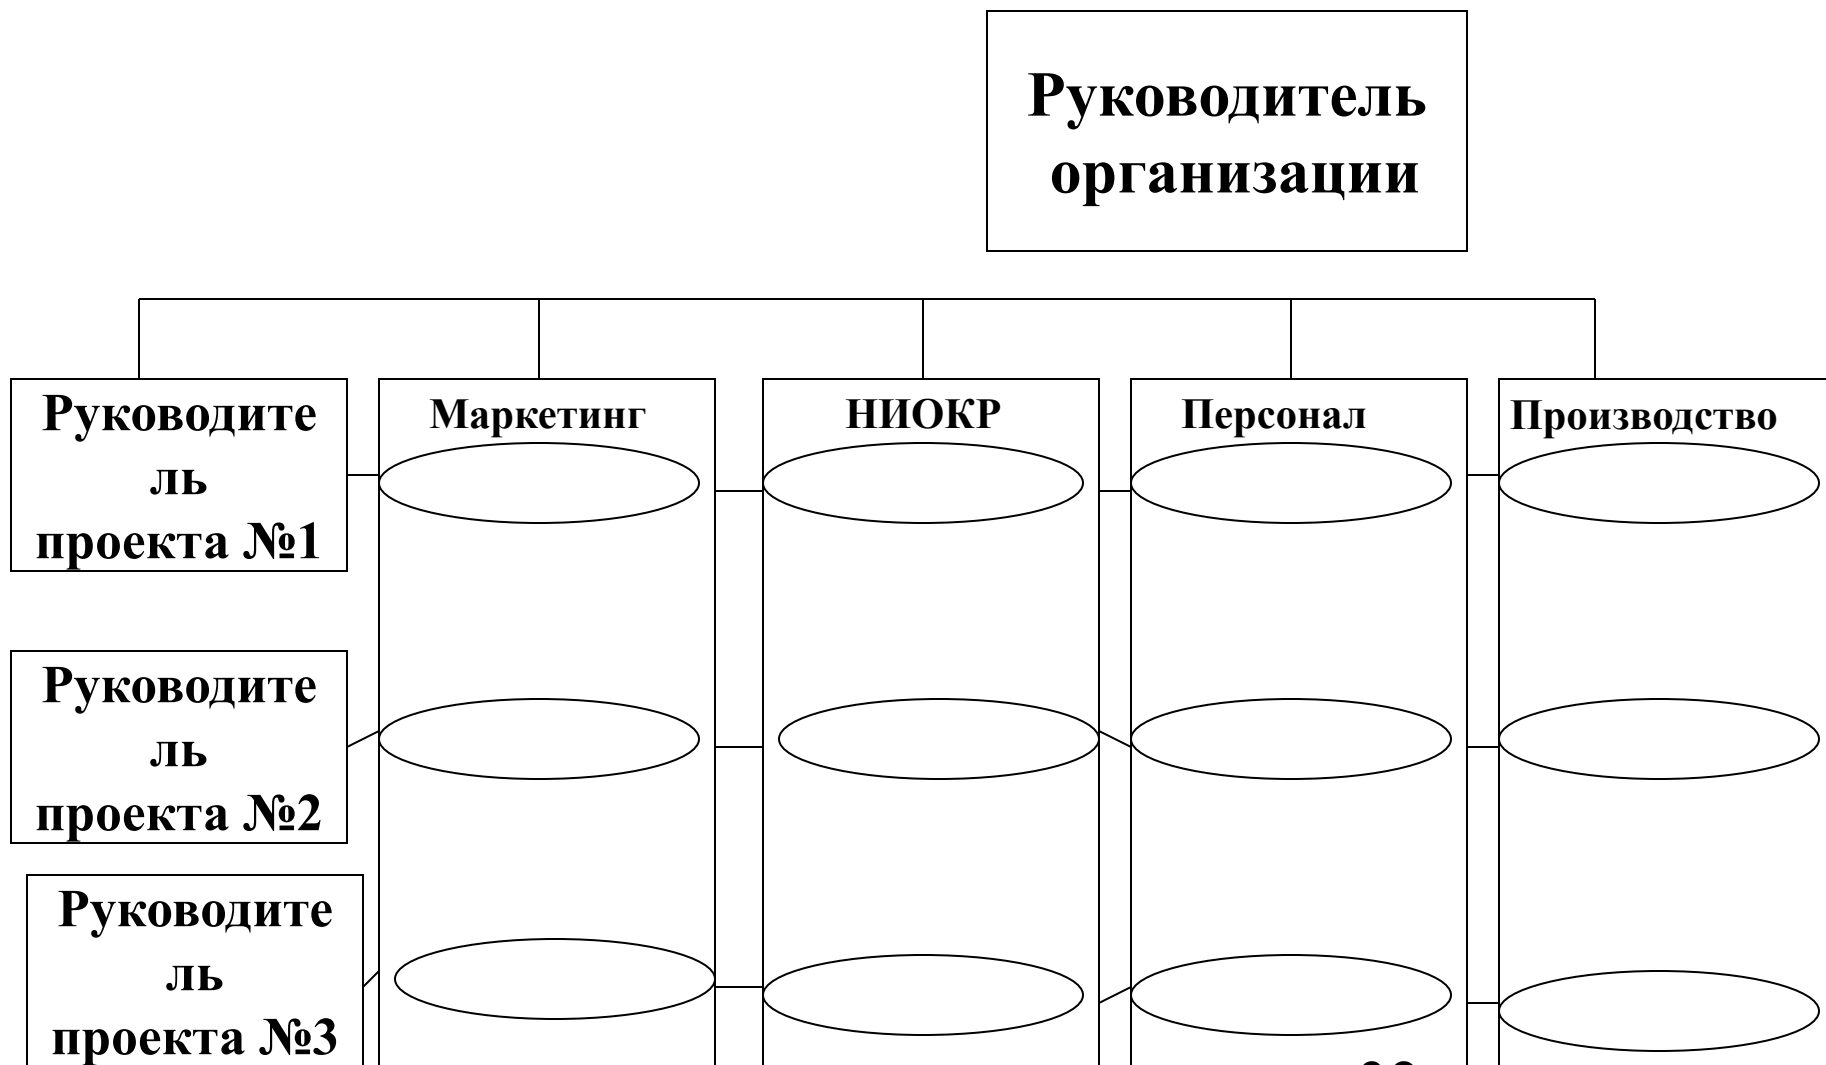 Руководитель
организации
Руководите
ль
проекта №1
Маркетинг
НИОКР
Персонал
Производство
Руководите
ль
проекта №2
Руководите
ль
проекта №3